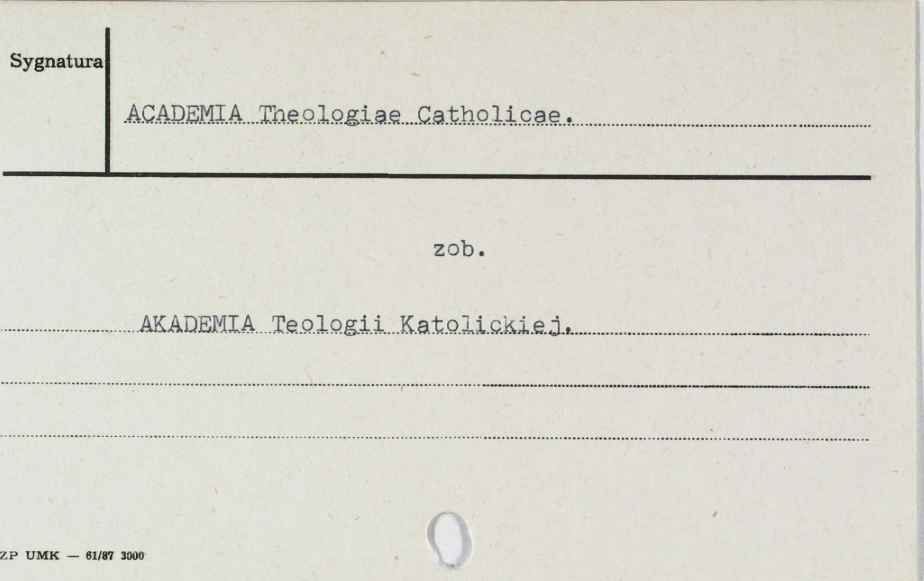 Sygnatura
ACADEMIA Theologiae Catholicae.
zob.
AKADEMIA Teologii Katolickiej.
ZP UMK — 61/87 3000